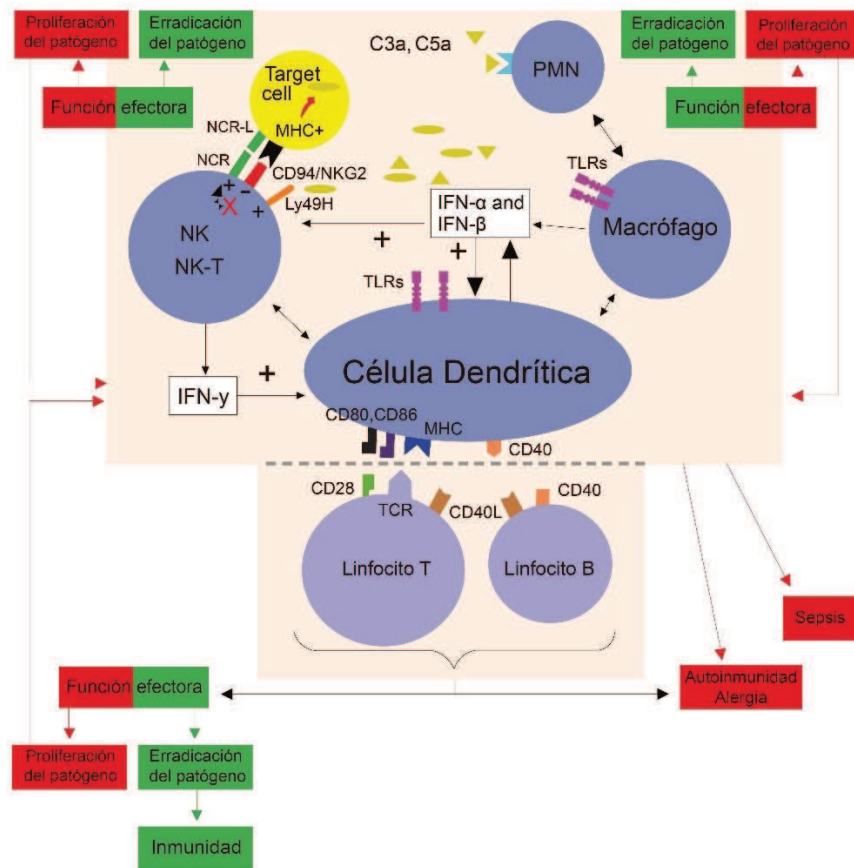 Proliferación
del patógeno
Erradicación
del patógeno
Función efectora
Target
cell
MHC+
NCR-L
NCR
CD94/NKG2
Ly49H
+
-
X
+
NK
NK-T
C3a, C5a
PMN
Erradicación
del patógeno
Proliferación
del patógeno
Función efectora
TLRs
Macrófago
IFN-α and
IFN-β
+
+
TLRs
Célula Dendrítica
IFN-y
+
CD80,CD86
MHC
CD40
CD28
TCR
CD40L
CD40
Linfocito T
Linfocito B
Sepsis
Autoinmunidad
Alergia
Función efectora
Proliferación
del patógeno
Erradicación
del patógeno
Inmunidad